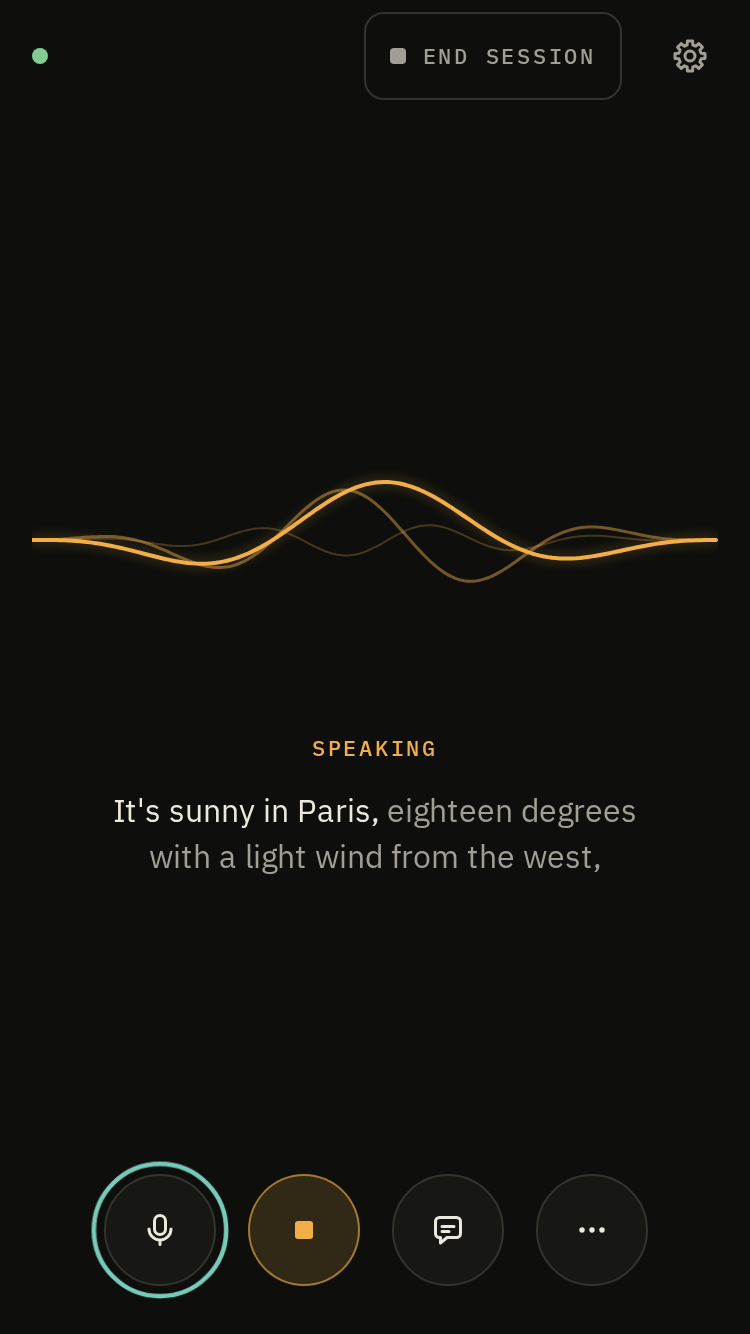 END SESSION
SPEAKING
It's sunny in Paris, eighteen degrees
with a light wind from the west,